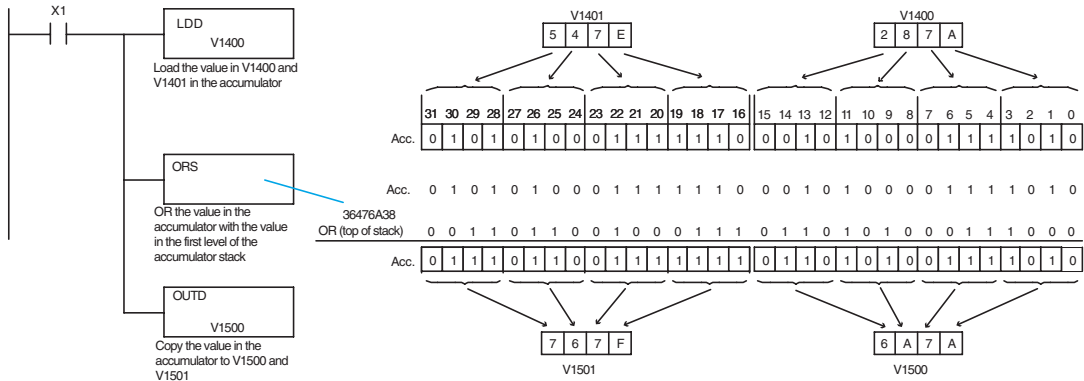 X1
LDD
V1400
Load the value in V1400 and
V1401 in the accumulator
ORS
OR the value in the
accumulator with the value
in the first level of the
accumulator stack
OUTD
V1500
Copy the value in the
accumulator to V1500 and
V1501
V1401 V1400
5 4 7 E 2 8 7 A
31 30 29 28 27 26 25 24 23 22 21 20 19 18 17 16 15 14 13 12 11 10 9 8 7 6 5 4 3 2 1 0
Acc. 0 1 0 1 0 1 0 0 0 1 1 1 1 1 1 0 0 0 1 0 1 0 0 0 0 1 1 1 1 0 1 0
Acc. 0 1 0 1 0 1 0 0 0 1 1 1 1 1 1 0 0 0 1 0 1 0 0 0 0 1 1 1 1 0 1 0
36476A38
OR (top of stack) 0 0 1 1 0 1 1 0 0 1 0 0 0 1 1 1 0 1 1 0 1 0 1 0 0 0 1 1 1 0 0 0
Acc. 0 1 1 1 0 1 1 0 0 1 1 1 1 1 1 1 0 1 1 0 1 0 1 0 0 1 1 1 1 0 1 0
7 6 7 F 6 A 7 A
V1501 V1500